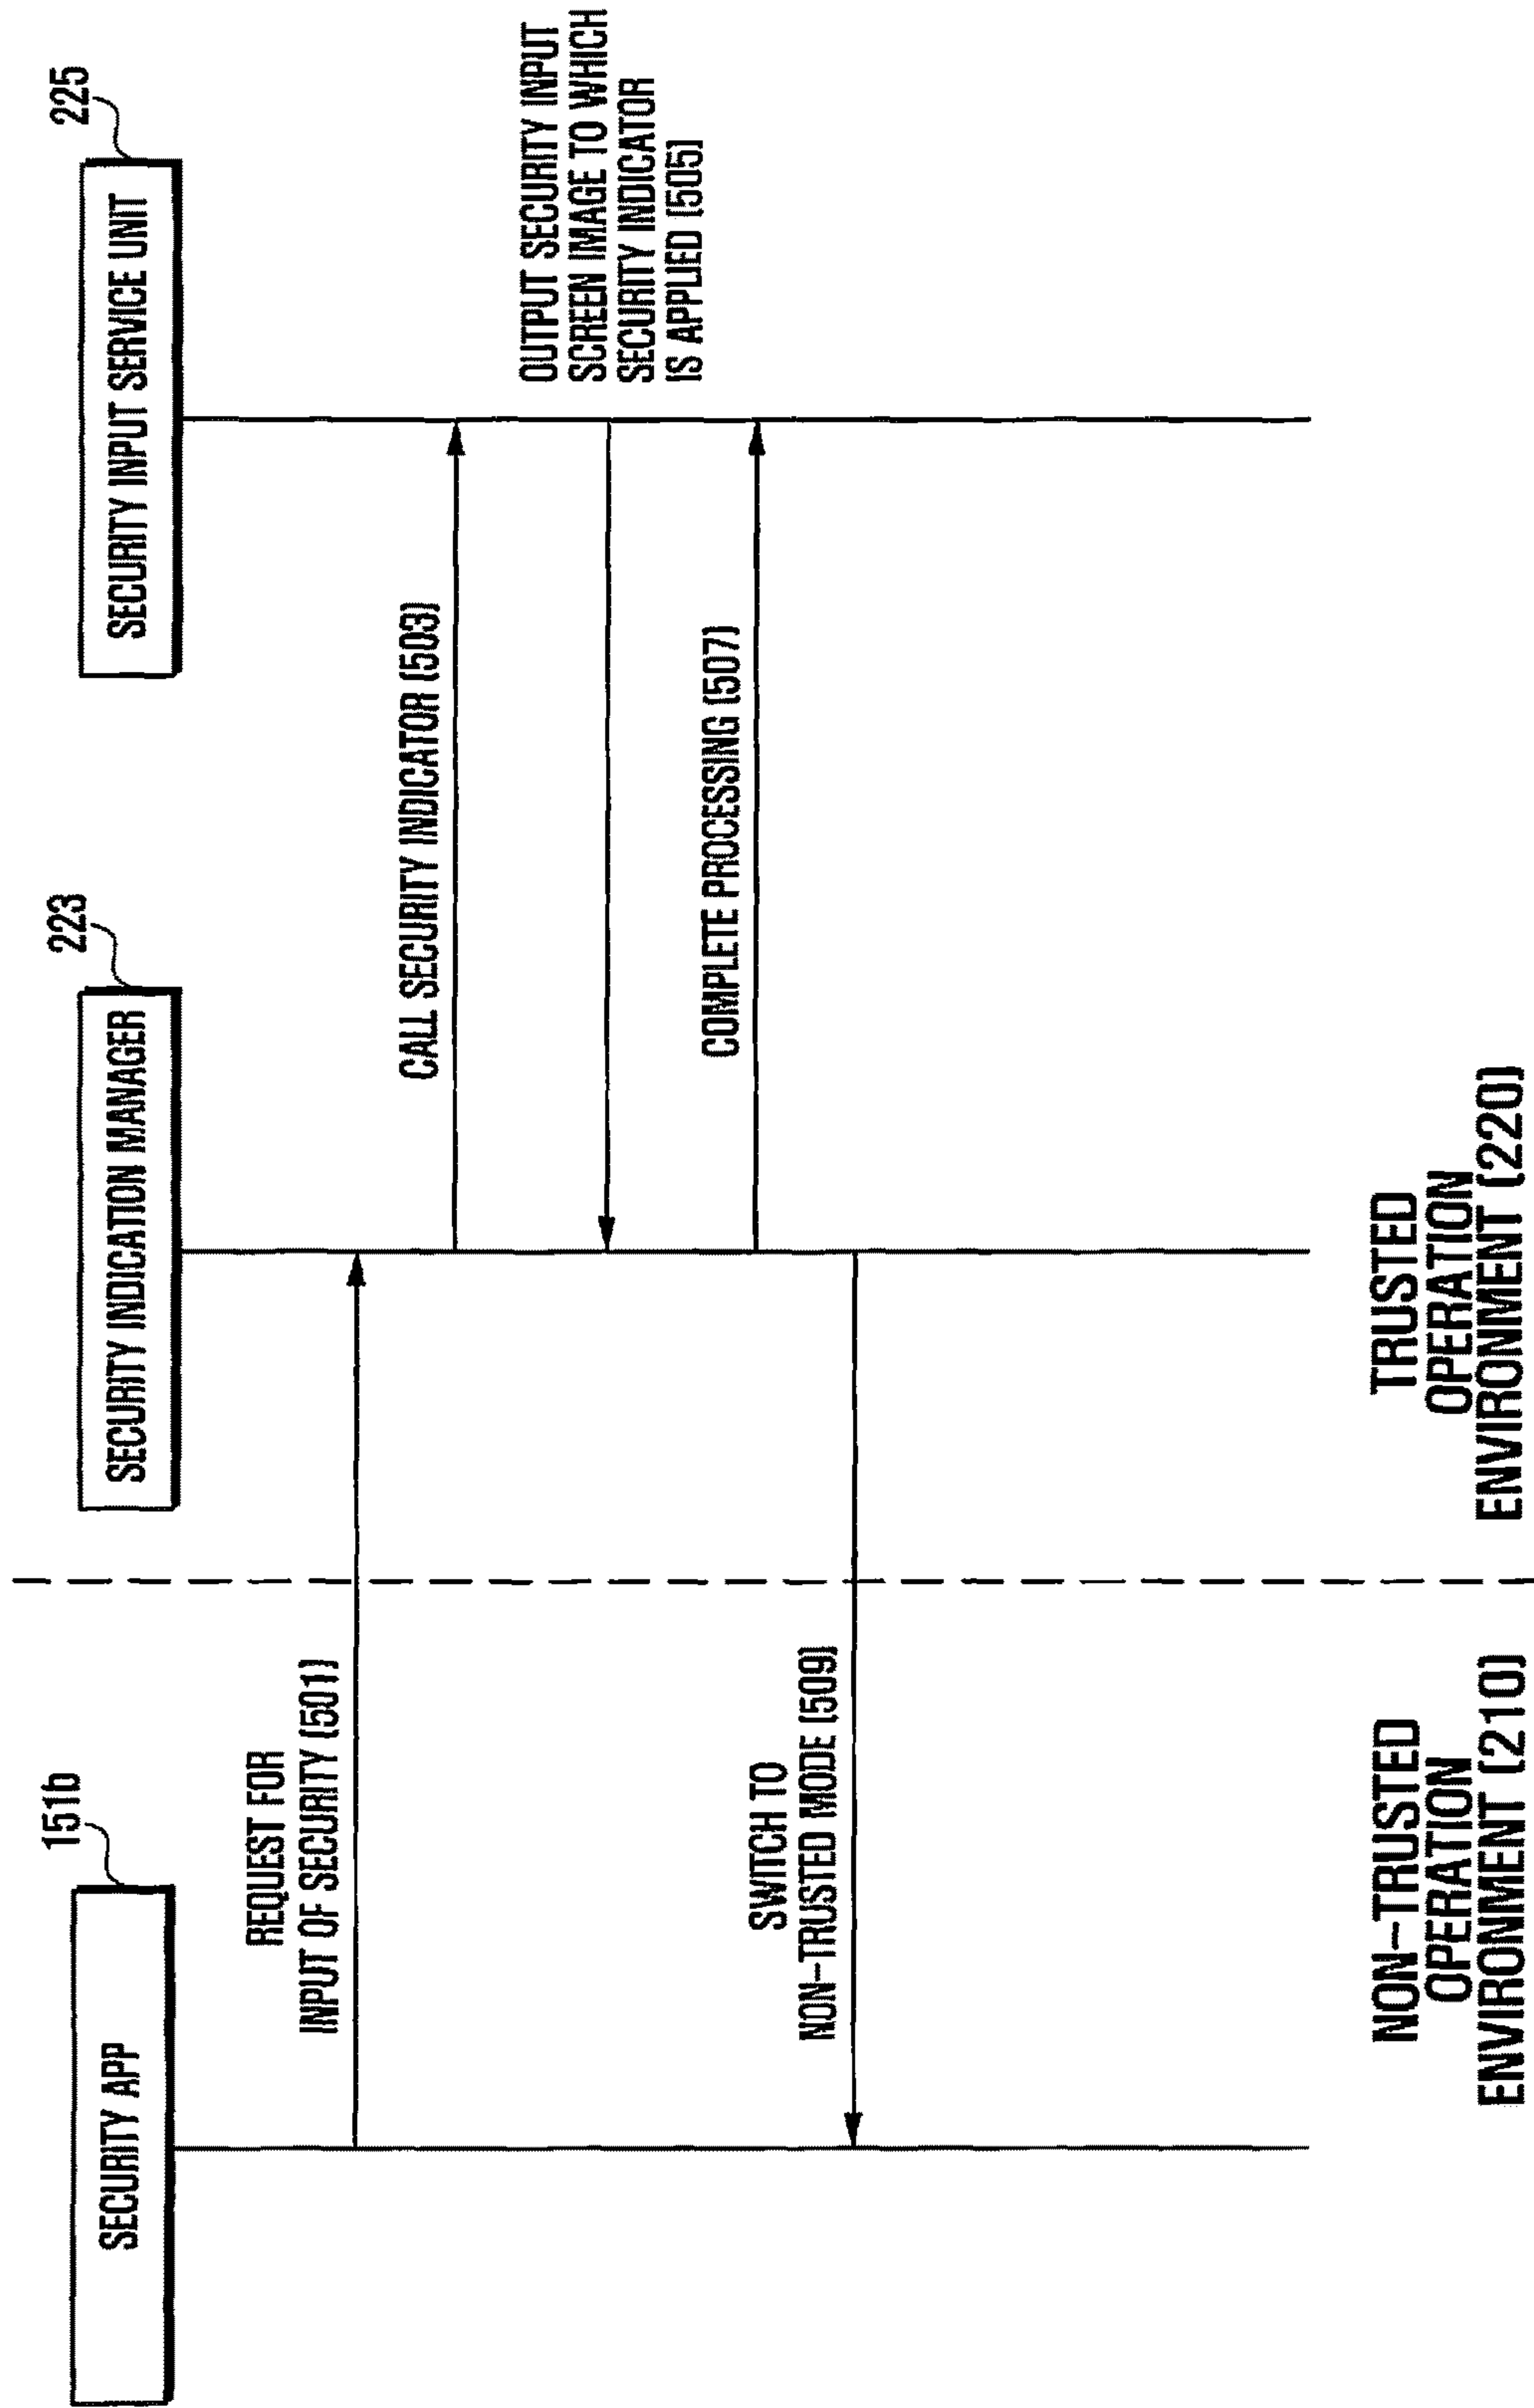 151b
SECURITY APP
223
SECURITY INDICATION MANAGER
225
SECURITY INPUT SERVICE UNIT
REQUEST FOR
INPUT OF SECURITY (501)
CALL SECURITY INDICATOR (503)
OUTPUT SECURITY INPUT
SCREEN IMAGE TO WHICH
SECURITY INDICATOR
IS APPLIED (505)
COMPLETE PROCESSING (507)
SWITCH TO
NON-TRUSTED MODE (509)
NON-TRUSTED
OPERATION
ENVIRONMENT (210)
TRUSTED
OPERATION
ENVIRONMENT (220)